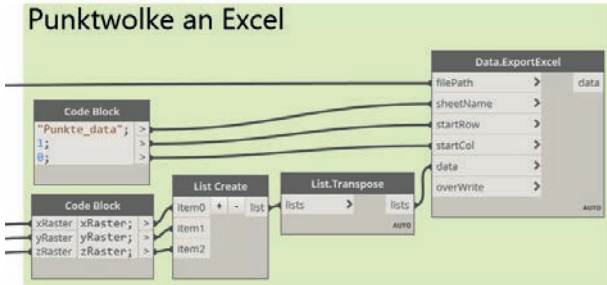 Punktwolke an Excel
Data.ExportExcel
filePath > data
sheetName >
startRow >
startCol >
data >
overWrite >
AUTO
Code Block
"Punkte_data"; >
1; >
0; >
List Create
item0 + - list
item1
item2
List.Transpose
lists > lists
AUTO
Code Block
xRaster xRaster; >
yRaster yRaster; >
zRaster zRaster; >